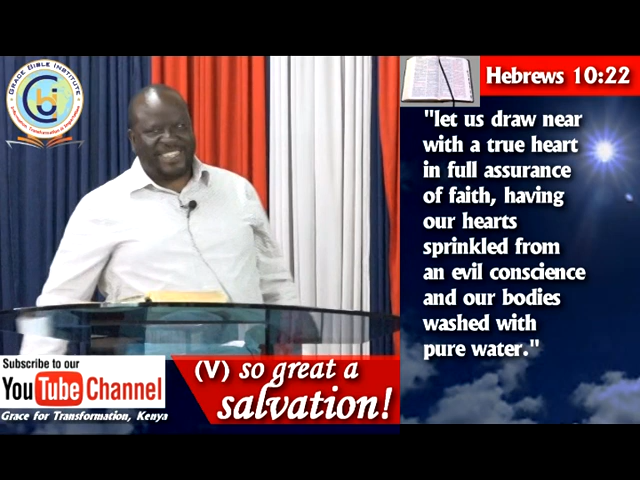 GRACE BIBLE INSTITUTE
Hebrews 10:22
"let us draw near
with a true heart
in full assurance
of faith, having
our hearts
sprinkled from
an evil conscience
and our bodies
washed with
pure water."
Subscribe to our
YouTube Channel
Grace for Transformation, Kenya
(V) so great a
salvation!